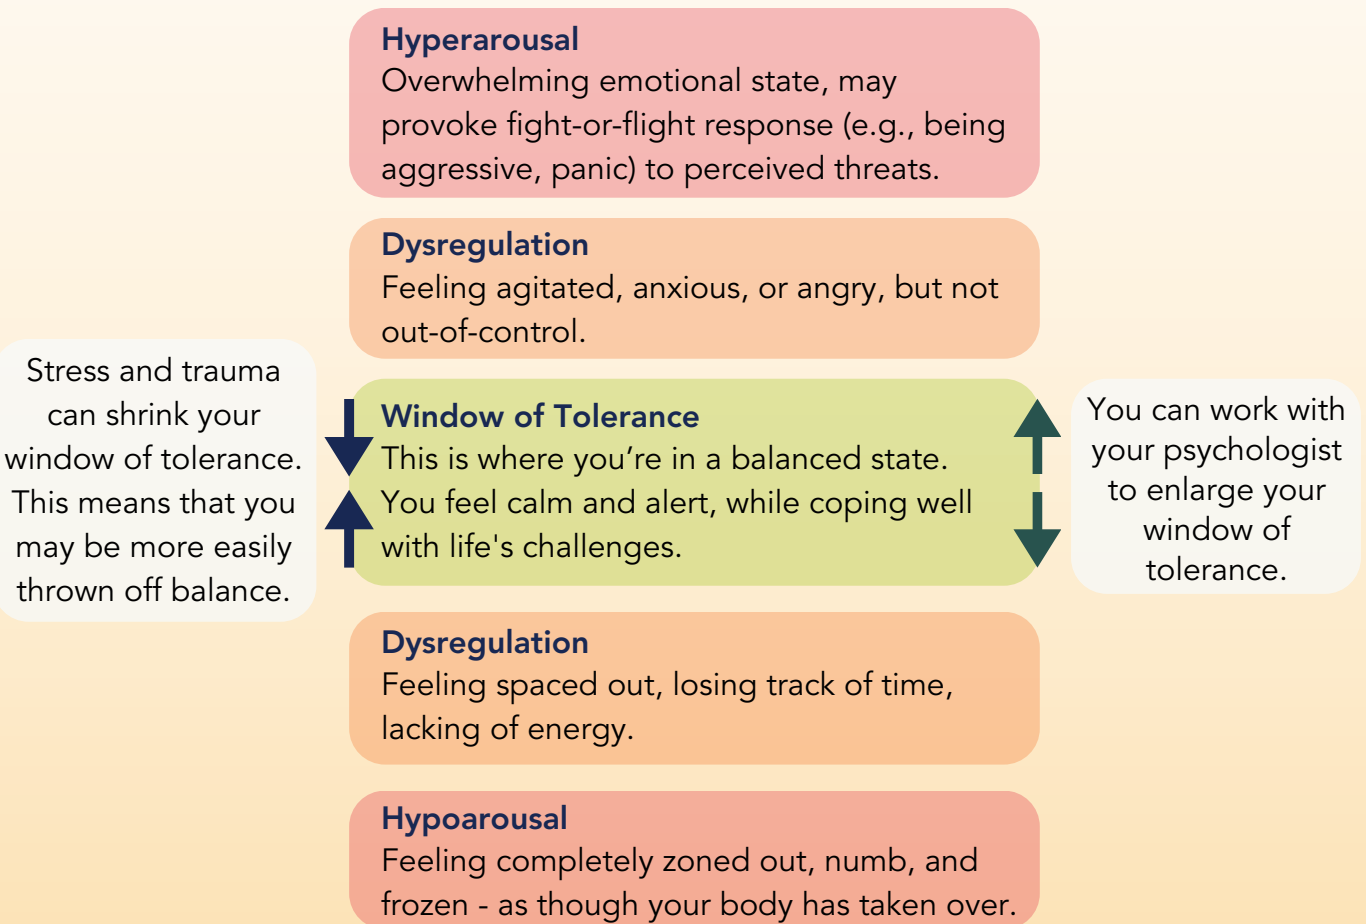 Hyperarousal
Overwhelming emotional state, may
provoke fight-or-flight response (e.g., being
aggressive, panic) to perceived threats.
Dysregulation
Feeling agitated, anxious, or angry, but not
out-of-control.
Stress and trauma
can shrink your
window of tolerance.
This means that you
may be more easily
thrown off balance.
Window of Tolerance
This is where you’re in a balanced state.
You feel calm and alert, while coping well
with life's challenges.
You can work with
your psychologist
to enlarge your
window of
tolerance.
Dysregulation
Feeling spaced out, losing track of time,
lacking of energy.
Hypoarousal
Feeling completely zoned out, numb, and
frozen - as though your body has taken over.